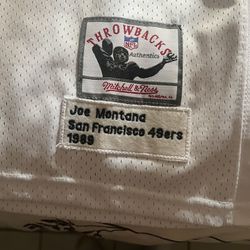 THROWBACKS
NFL
Authentics
Mitchell & Ness
Joe Montana
San Francisco 49ers
1989